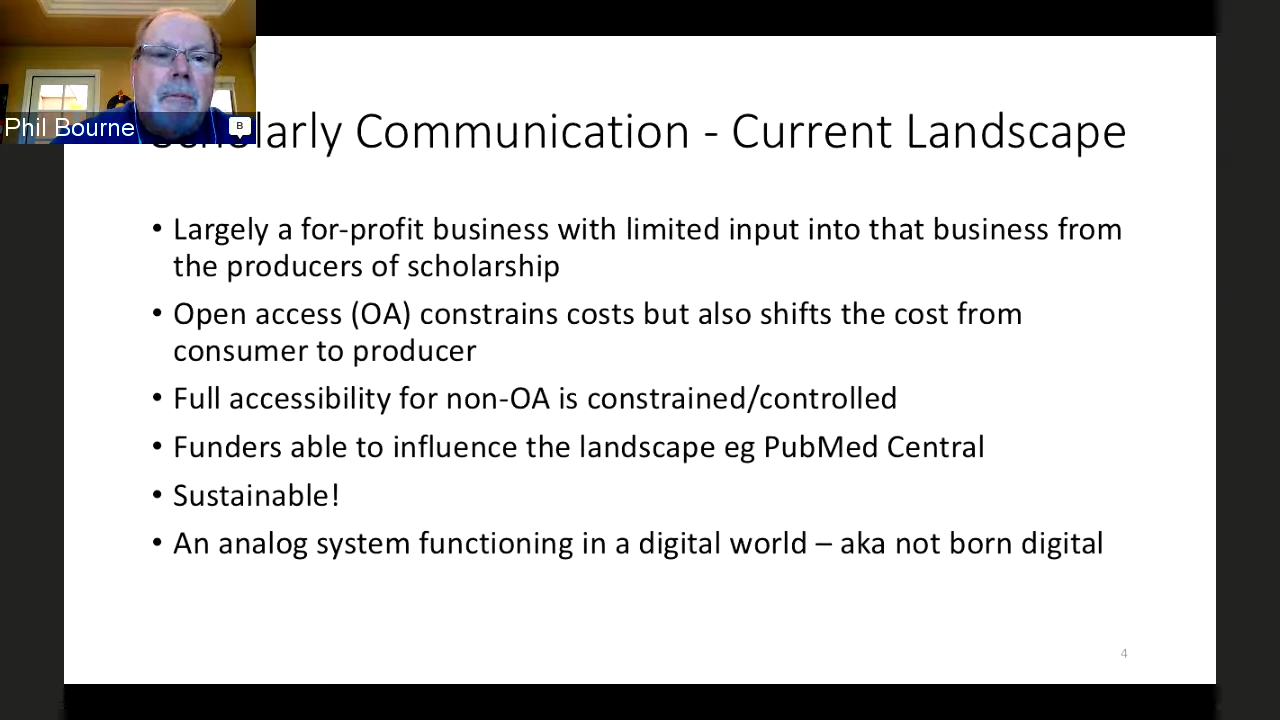 Phil Bourne
B
Scholarly Communication - Current Landscape
• Largely a for-profit business with limited input into that business from
the producers of scholarship
• Open access (OA) constrains costs but also shifts the cost from
consumer to producer
• Full accessibility for non-OA is constrained/controlled
• Funders able to influence the landscape eg PubMed Central
• Sustainable!
• An analog system functioning in a digital world – aka not born digital
4